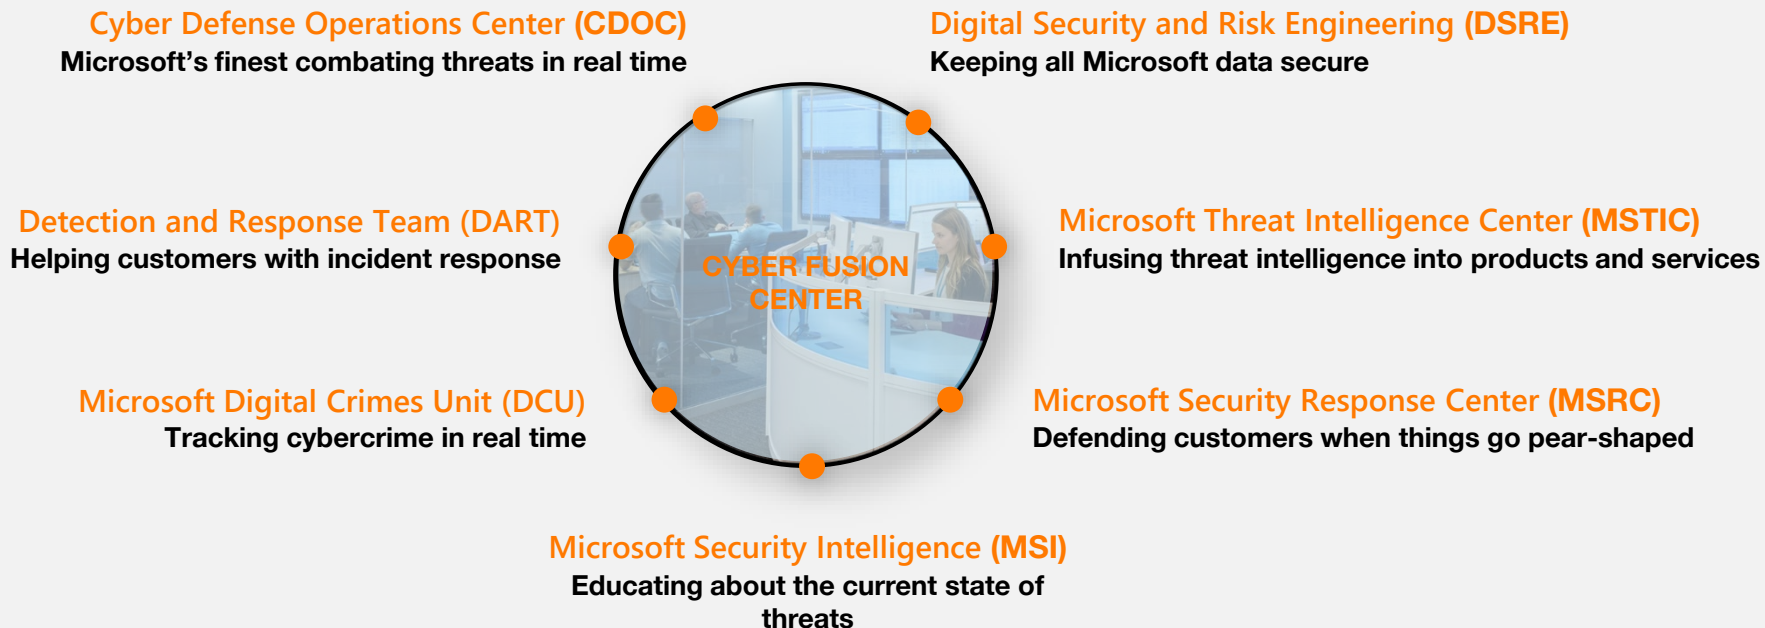 Cyber Defense Operations Center (CDOC)
Microsoft’s finest combating threats in real time
Digital Security and Risk Engineering (DSRE)
Keeping all Microsoft data secure
Detection and Response Team (DART)
Helping customers with incident response
CYBER FUSION
CENTER
Microsoft Threat Intelligence Center (MSTIC)
Infusing threat intelligence into products and services
Microsoft Digital Crimes Unit (DCU)
Tracking cybercrime in real time
Microsoft Security Response Center (MSRC)
Defending customers when things go pear-shaped
Microsoft Security Intelligence (MSI)
Educating about the current state of
threats